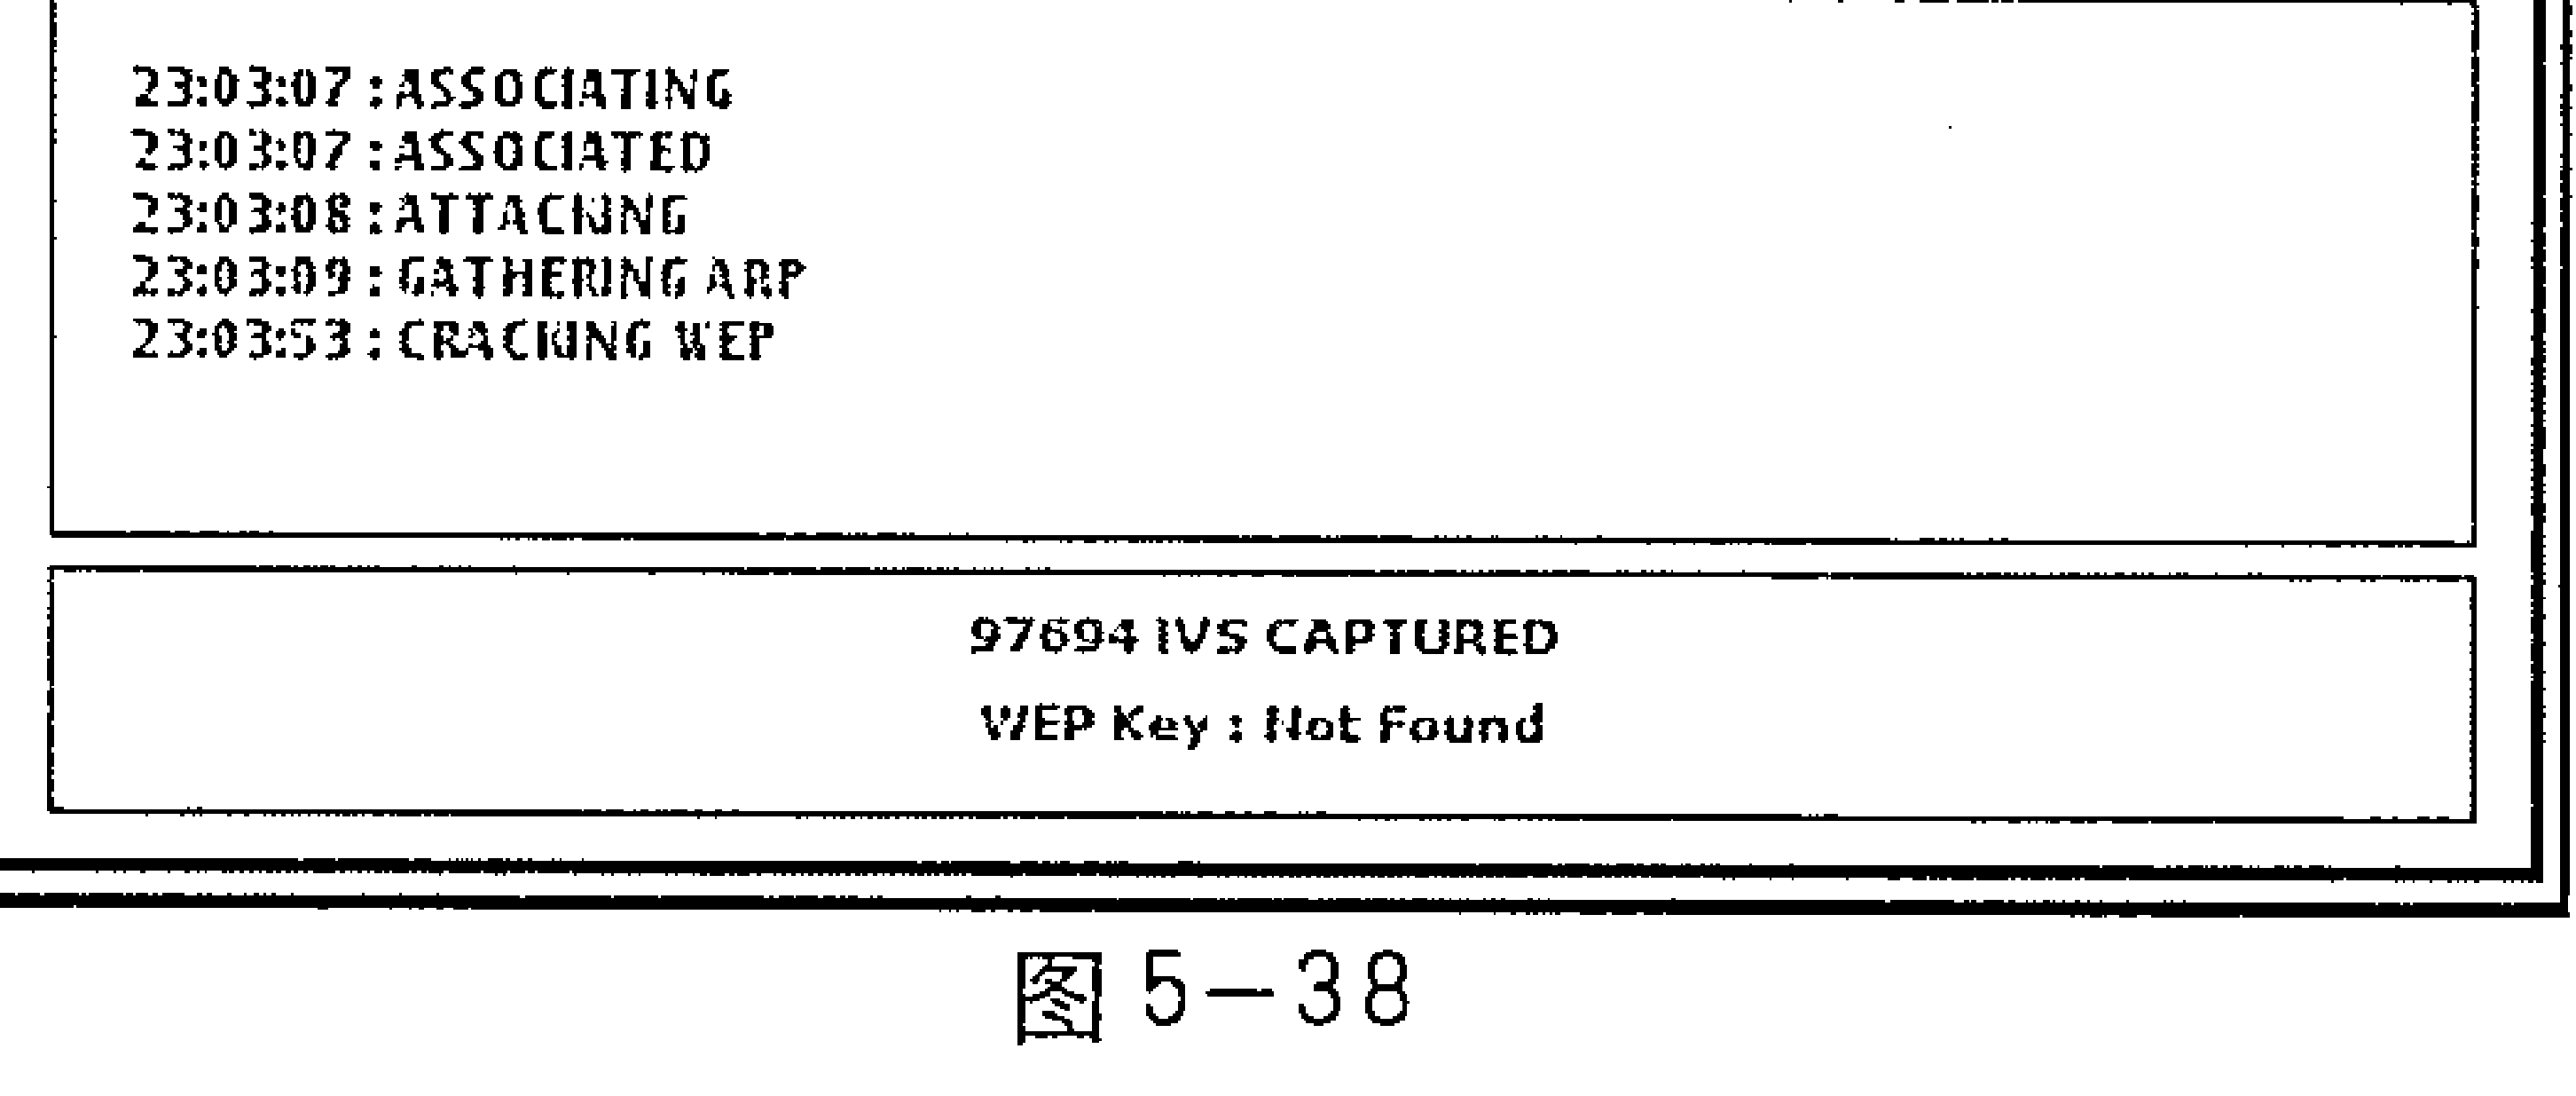 23:03:07 : ASSOCIATING
23:03:07 : ASSOCIATED
23:03:08 : ATTACKING
23:03:09 : GATHERING ARP
23:03:53 : CRACKING WEP
97694 IVS CAPTURED
WEP Key : Not Found
图 5-38